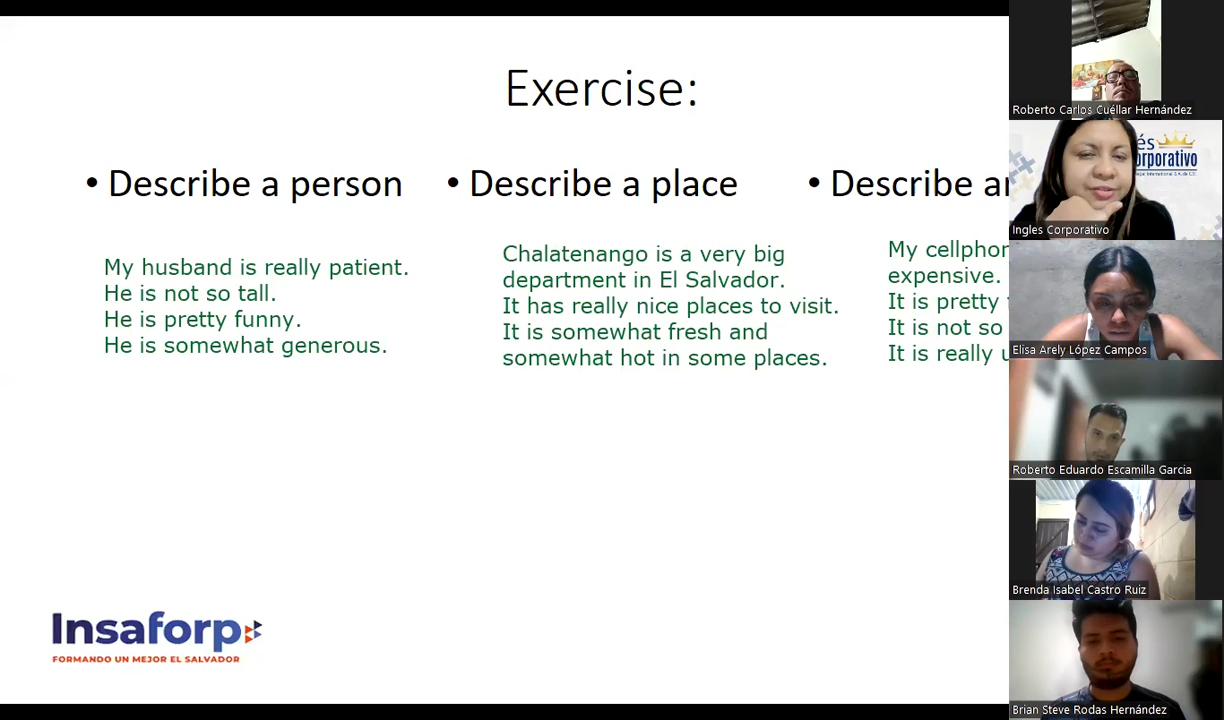 Exercise:
• Describe a person
My husband is really patient.
He is not so tall.
He is pretty funny.
He is somewhat generous.
• Describe a place
Chalatenango is a very big
department in El Salvador.
It has really nice places to visit.
It is somewhat fresh and
somewhat hot in some places.
• Describe
My
expensive.
It is pretty
It is not so
It is really
Insaforp
FORMANDO UN MEJOR EL SALVADOR
Roberto Carlos Cuéllar Hernández
Ingles Corporativo
Elisa Arely López Campos
Roberto Eduardo Escamilla Garcia
Brenda Isabel Castro Ruiz
Brian Steve Rodas Hernández